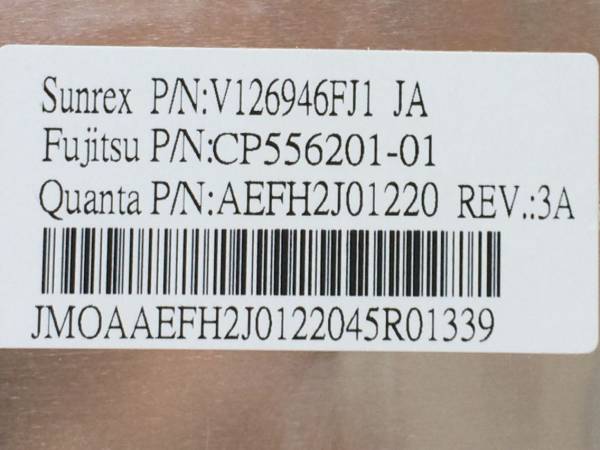 Sunrex P/N:V126946FJ1 JA
Fujitsu P/N:CP556201-01
Quanta P/N:AEFH2J01220 REV.:3A
JMOAAEFH2J0122045R01339